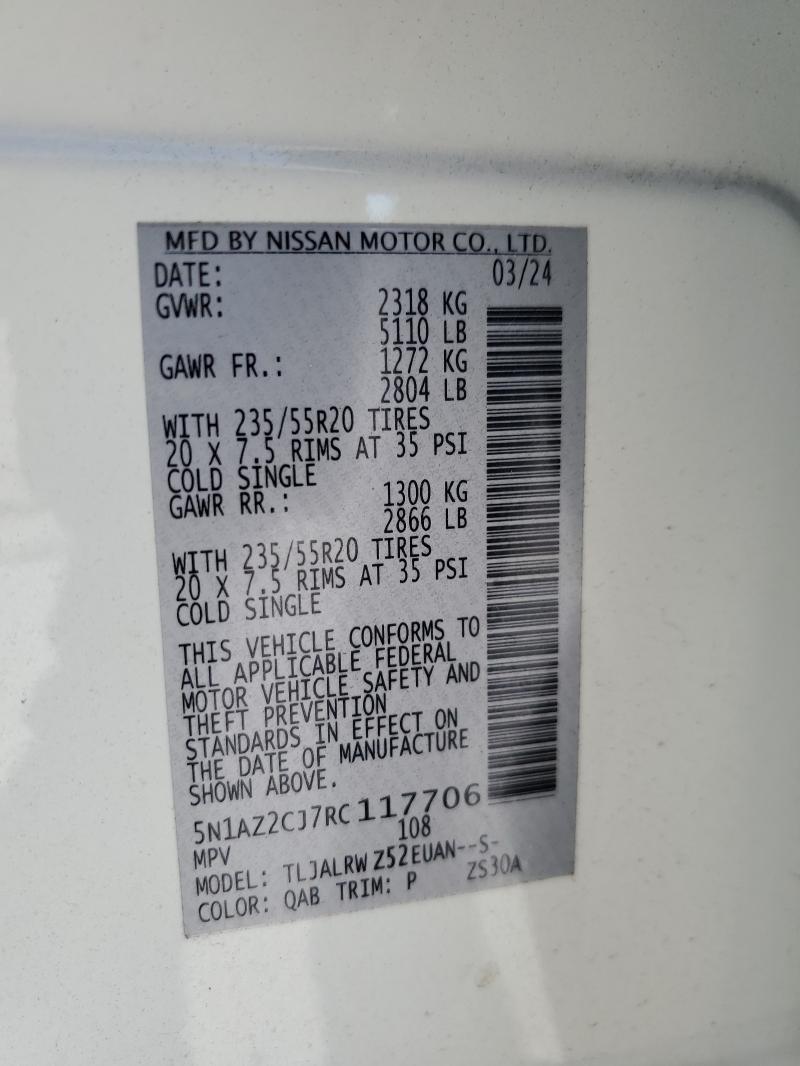 MFD BY NISSAN MOTOR CO., LTD.
DATE: 03/24
GVWR: 2318 KG
5110 LB
GAWR FR.: 1272 KG
2804 LB
WITH 235/55R20 TIRES
20 X 7.5 RIMS AT 35 PSI
COLD SINGLE
GAWR RR.: 1300 KG
2866 LB
WITH 235/55R20 TIRES
20 X 7.5 RIMS AT 35 PSI
COLD SINGLE
THIS VEHICLE CONFORMS TO
ALL APPLICABLE FEDERAL
MOTOR VEHICLE SAFETY AND
THEFT PREVENTION
STANDARDS IN EFFECT ON
THE DATE OF MANUFACTURE
SHOWN ABOVE.
5N1AZ2CJ7RC117706
MPV 108
MODEL: TLJALRWZ52EUAN--S-
COLOR: QAB TRIM: P ZS30A